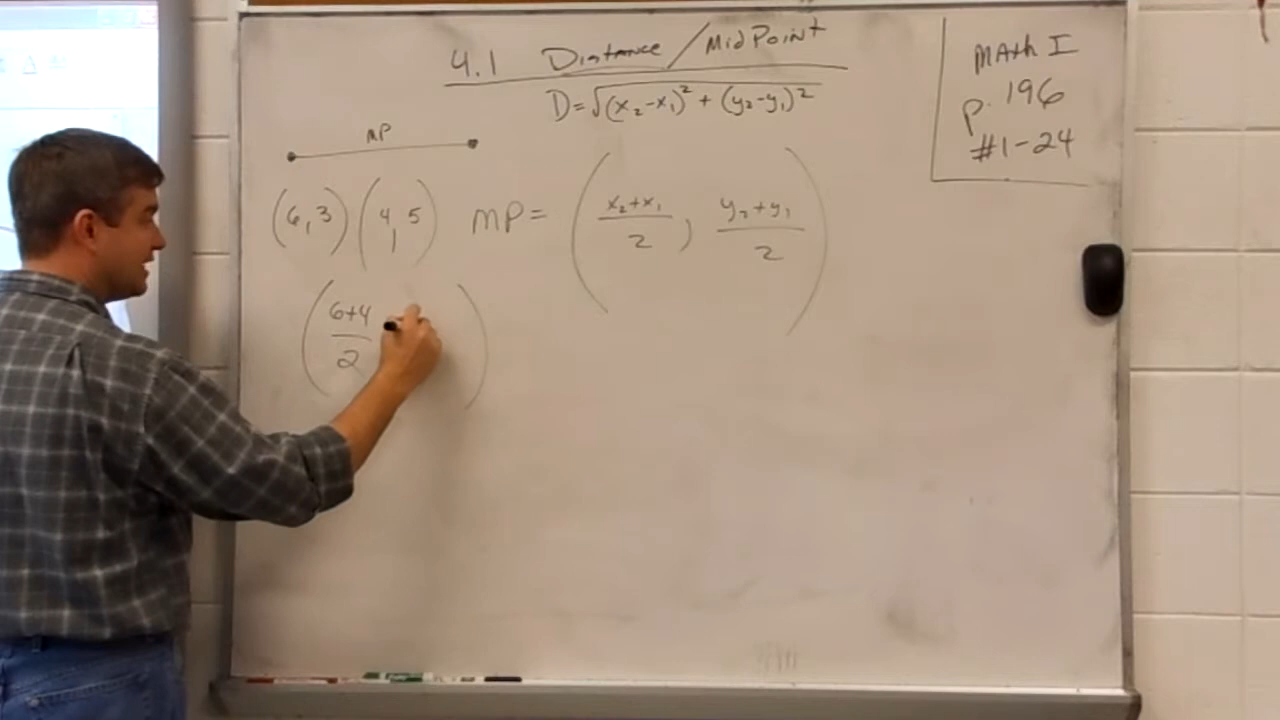 4.1 Distance / MidPoint
D=√(x₂-x₁)² + (y₂-y₁)²
MATH I
p. 196
#1-24
MP
(6, 3) (4, 5) MP = (x₂+x₁/2, y₂+y₁/2)
(6+4/2 )